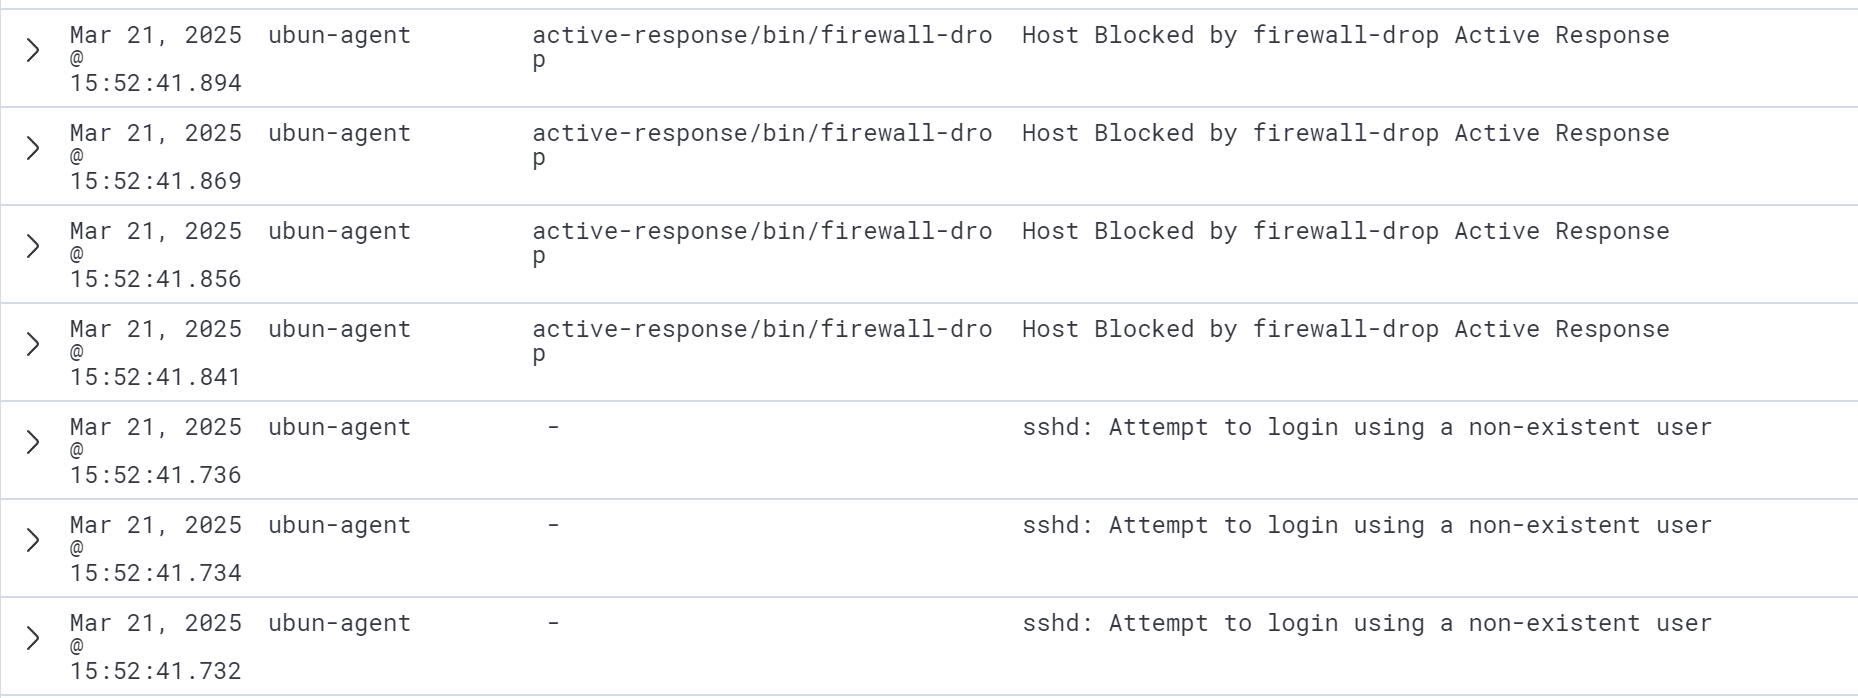 Mar 21, 2025 ubun-agent active-response/bin/firewall-dro Host Blocked by firewall-drop Active Response
@ p
15:52:41.894
Mar 21, 2025 ubun-agent active-response/bin/firewall-dro Host Blocked by firewall-drop Active Response
@ p
15:52:41.869
Mar 21, 2025 ubun-agent active-response/bin/firewall-dro Host Blocked by firewall-drop Active Response
@ p
15:52:41.856
Mar 21, 2025 ubun-agent active-response/bin/firewall-dro Host Blocked by firewall-drop Active Response
@ p
15:52:41.841
Mar 21, 2025 ubun-agent - sshd: Attempt to login using a non-existent user
@
15:52:41.736
Mar 21, 2025 ubun-agent - sshd: Attempt to login using a non-existent user
@
15:52:41.734
Mar 21, 2025 ubun-agent - sshd: Attempt to login using a non-existent user
@
15:52:41.732